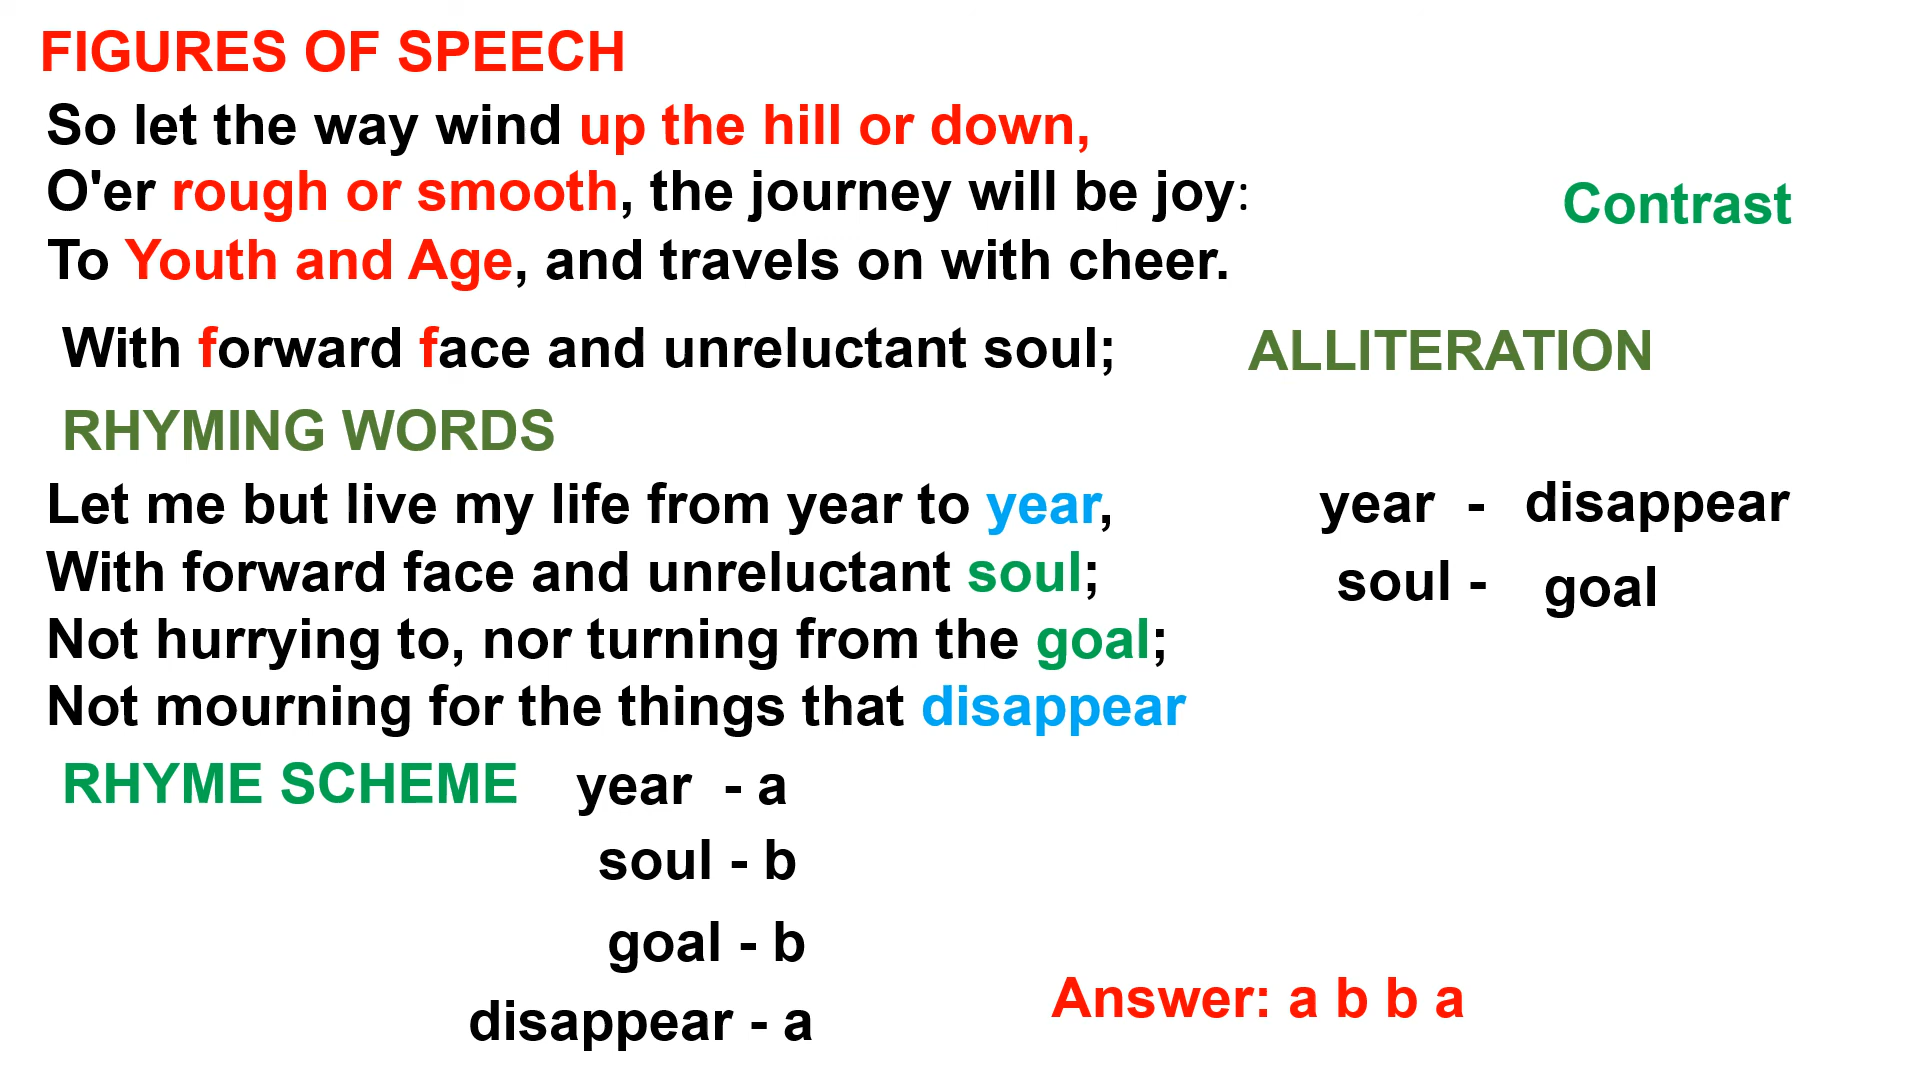 FIGURES OF SPEECH
So let the way wind up the hill or down,
O'er rough or smooth, the journey will be joy:
Contrast
To Youth and Age, and travels on with cheer.
With forward face and unreluctant soul; ALLITERATION
RHYMING WORDS
Let me but live my life from year to year, year - disappear
With forward face and unreluctant soul; soul - goal
Not hurrying to, nor turning from the goal;
Not mourning for the things that disappear
RHYME SCHEME year - a
soul - b
goal - b
Answer: a b b a
disappear - a